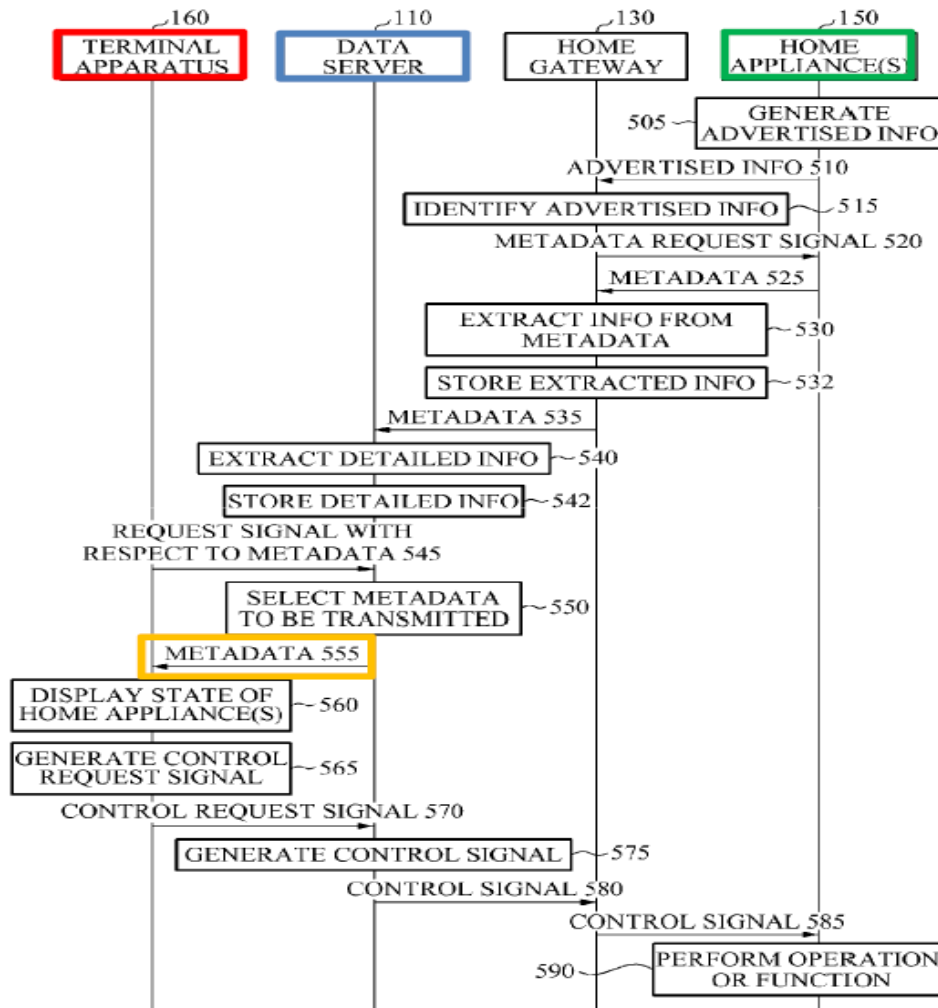 160 110 130 150
TERMINAL APPARATUS
DATA SERVER
HOME GATEWAY
HOME APPLIANCE(S)
505
GENERATE
ADVERTISED INFO
ADVERTISED INFO 510
IDENTIFY ADVERTISED INFO 515
METADATA REQUEST SIGNAL 520
METADATA 525
EXTRACT INFO FROM
METADATA
530
STORE EXTRACTED INFO 532
METADATA 535
EXTRACT DETAILED INFO 540
STORE DETAILED INFO 542
REQUEST SIGNAL WITH
RESPECT TO METADATA 545
SELECT METADATA
TO BE TRANSMITTED
550
METADATA 555
DISPLAY STATE OF
HOME APPLIANCE(S)
560
GENERATE CONTROL
REQUEST SIGNAL
565
CONTROL REQUEST SIGNAL 570
GENERATE CONTROL SIGNAL 575
CONTROL SIGNAL 580
CONTROL SIGNAL 585
590
PERFORM OPERATION
OR FUNCTION